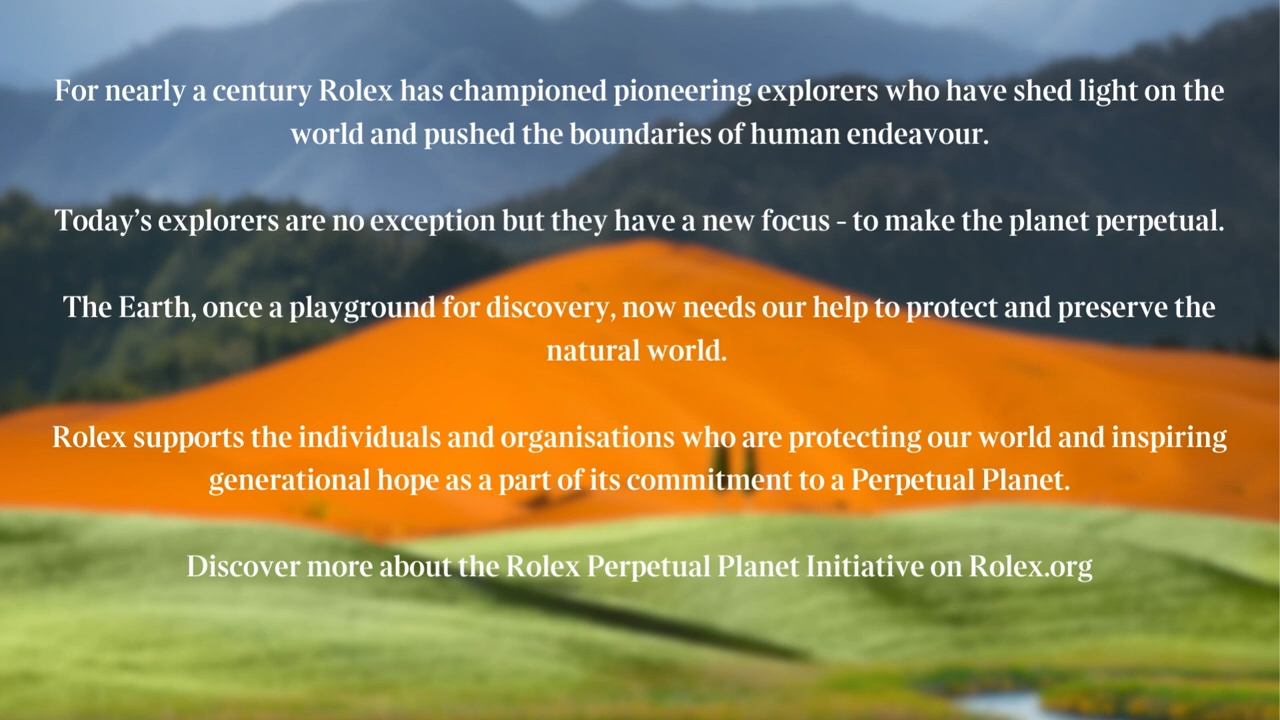 For nearly a century Rolex has championed pioneering explorers who have shed light on the
world and pushed the boundaries of human endeavour.
Today’s explorers are no exception but they have a new focus - to make the planet perpetual.
The Earth, once a playground for discovery, now needs our help to protect and preserve the
natural world.
Rolex supports the individuals and organisations who are protecting our world and inspiring
generational hope as a part of its commitment to a Perpetual Planet.
Discover more about the Rolex Perpetual Planet Initiative on Rolex.org